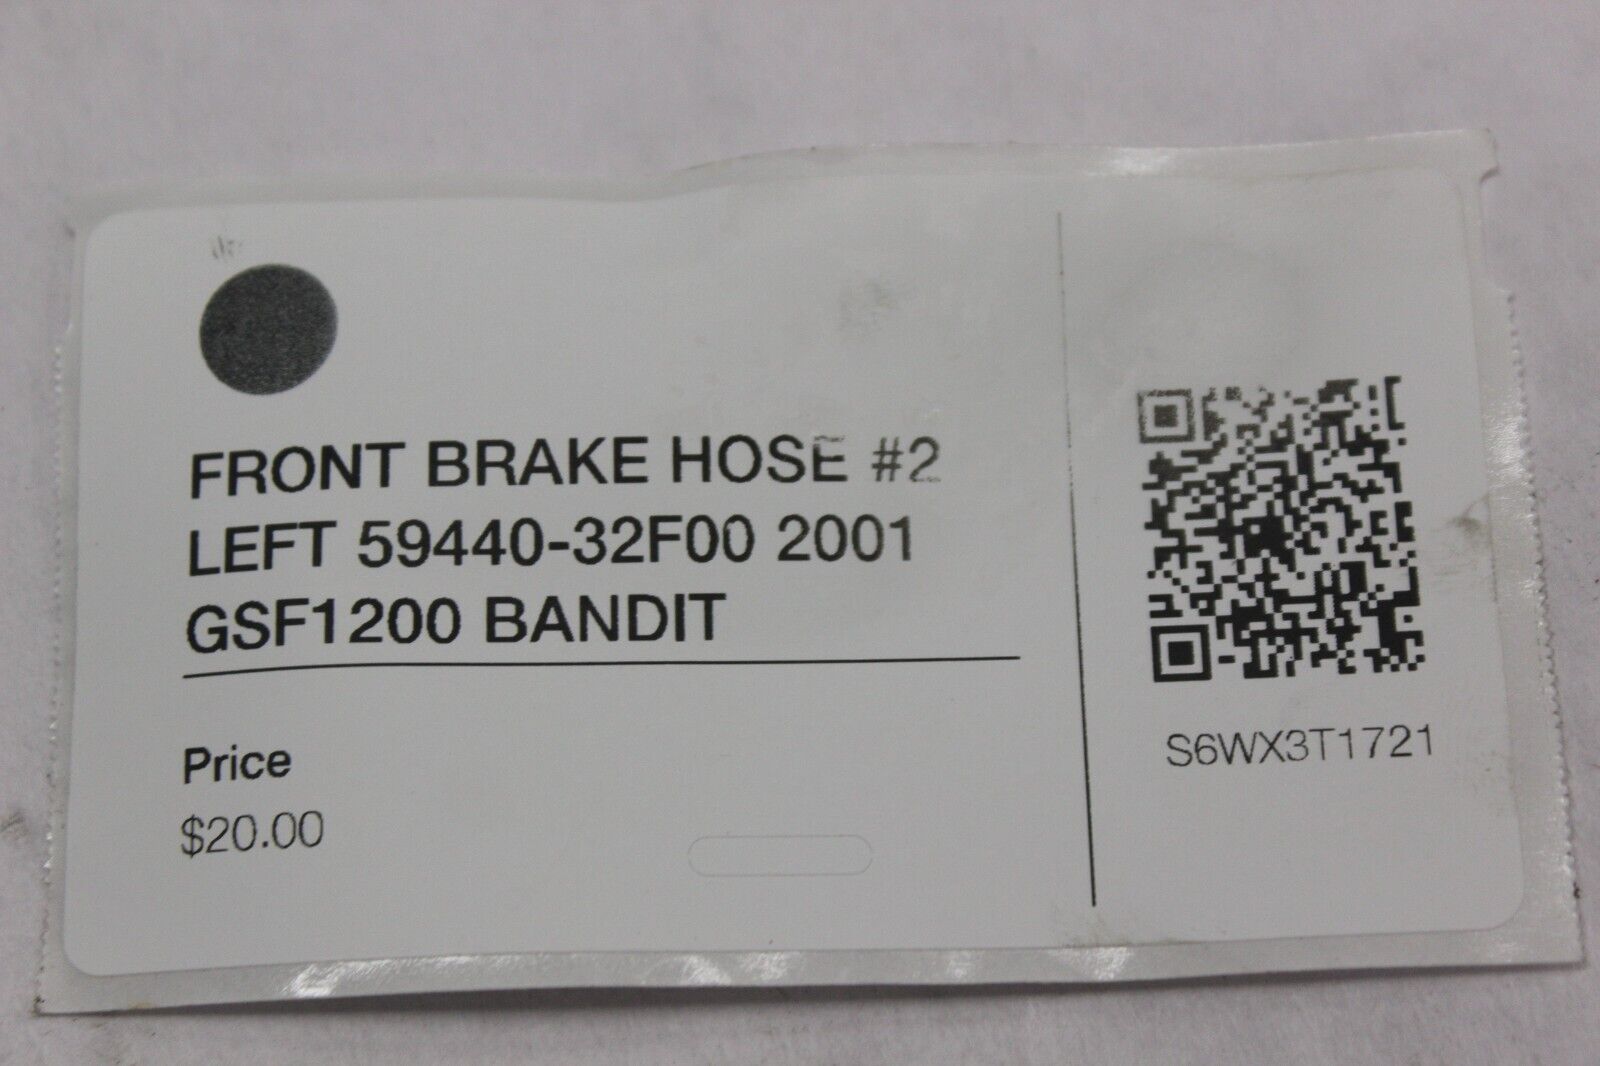 FRONT BRAKE HOSE #2
LEFT 59440-32F00 2001
GSF1200 BANDIT
Price
$20.00
S6WX3T1721